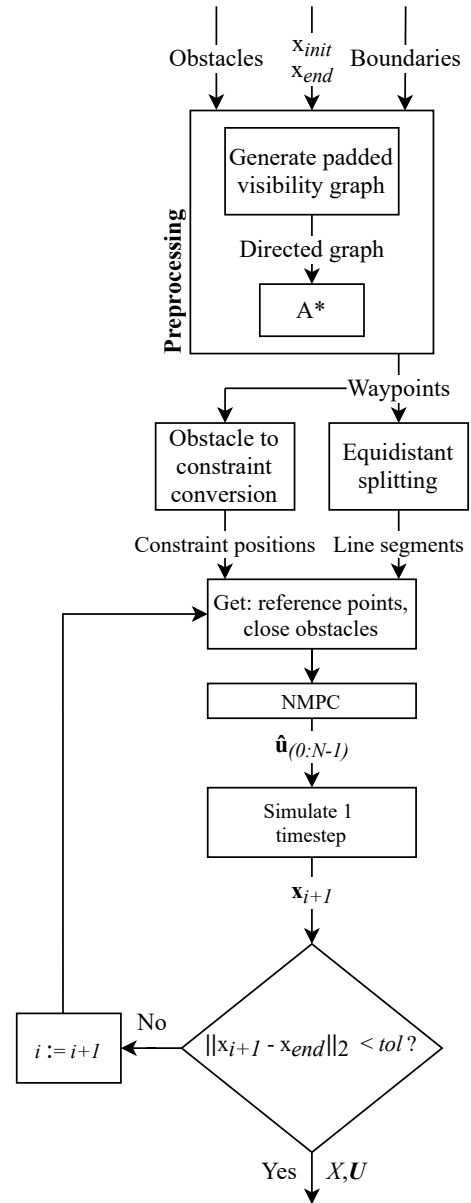 Obstacles
x_init
x_end
Boundaries
Preprocessing
Generate padded
visibility graph
Directed graph
A*
Waypoints
Obstacle to
constraint
conversion
Equidistant
splitting
Constraint positions
Line segments
Get: reference points,
close obstacles
NMPC
û_(0:N-1)
Simulate 1
timestep
x_i+1
No
i := i+1
||x_i+1 - x_end||_2 < tol ?
Yes
X,U